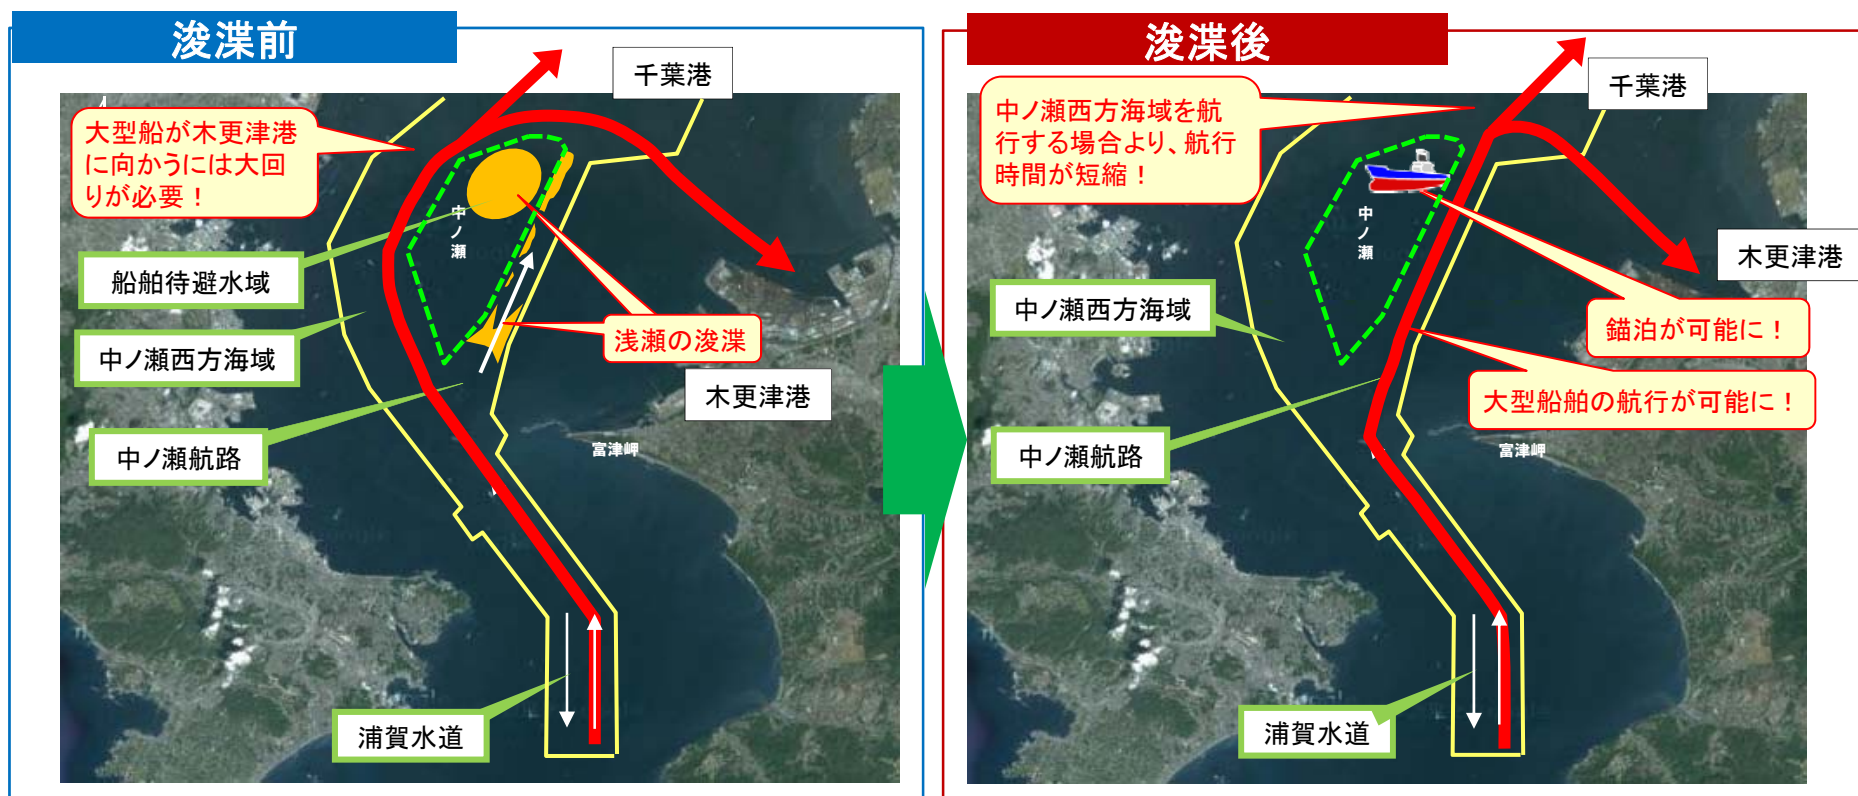 浚渫前
千葉港
大型船が木更津港
に向かうには大回
りが必要！
中ノ瀬
船舶待避水域
中ノ瀬西方海域
浅瀬の浚渫
木更津港
中ノ瀬航路
富津岬
浦賀水道
浚渫後
千葉港
中ノ瀬西方海域を航
行する場合より、航行
時間が短縮！
中ノ瀬
木更津港
中ノ瀬西方海域
錨泊が可能に！
大型船舶の航行が可能に！
中ノ瀬航路
富津岬
浦賀水道